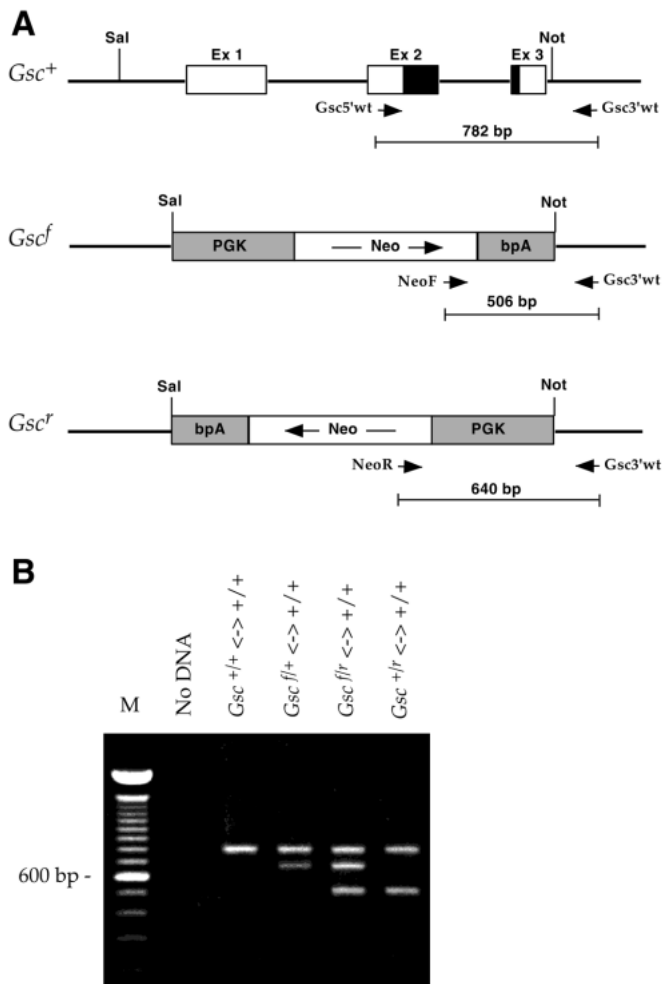 A
Gsc+
Sal
Ex 1
Ex 2
Ex 3
Not
Gsc5'wt
Gsc3'wt
782 bp
Gscf
Sal
Not
PGK
Neo
bpA
NeoF
Gsc3'wt
506 bp
Gscr
Sal
Not
bpA
Neo
PGK
NeoR
Gsc3'wt
640 bp
B
M
No DNA
Gsc +/+ <-> +/+
Gsc f/+ <-> +/+
Gsc f/r <-> +/+
Gsc +/r <-> +/+
600 bp -